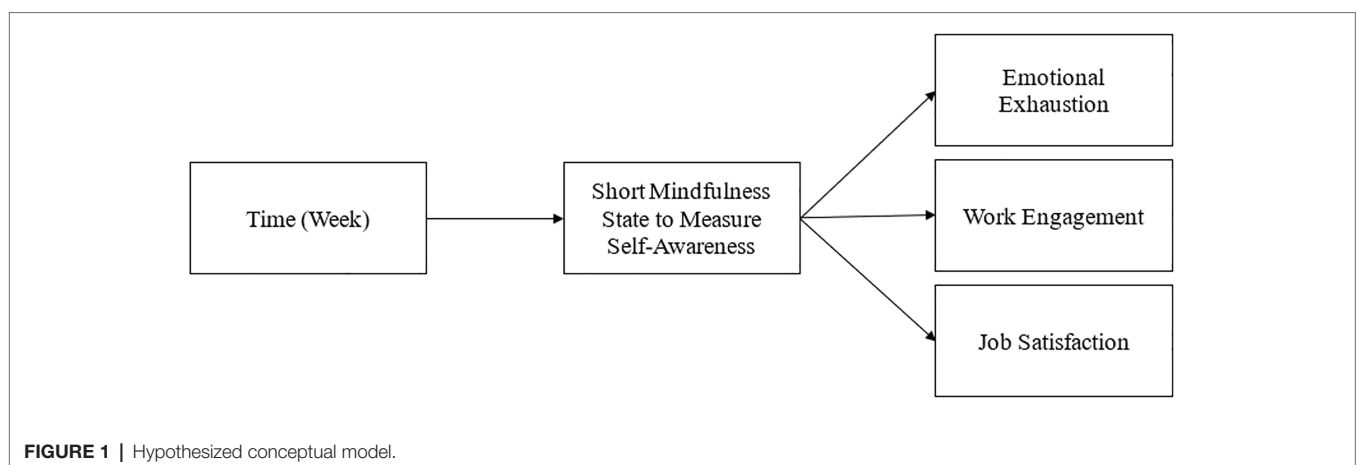 Time (Week)
Short Mindfulness
State to Measure
Self-Awareness
Emotional
Exhaustion
Work Engagement
Job Satisfaction
FIGURE 1 | Hypothesized conceptual model.